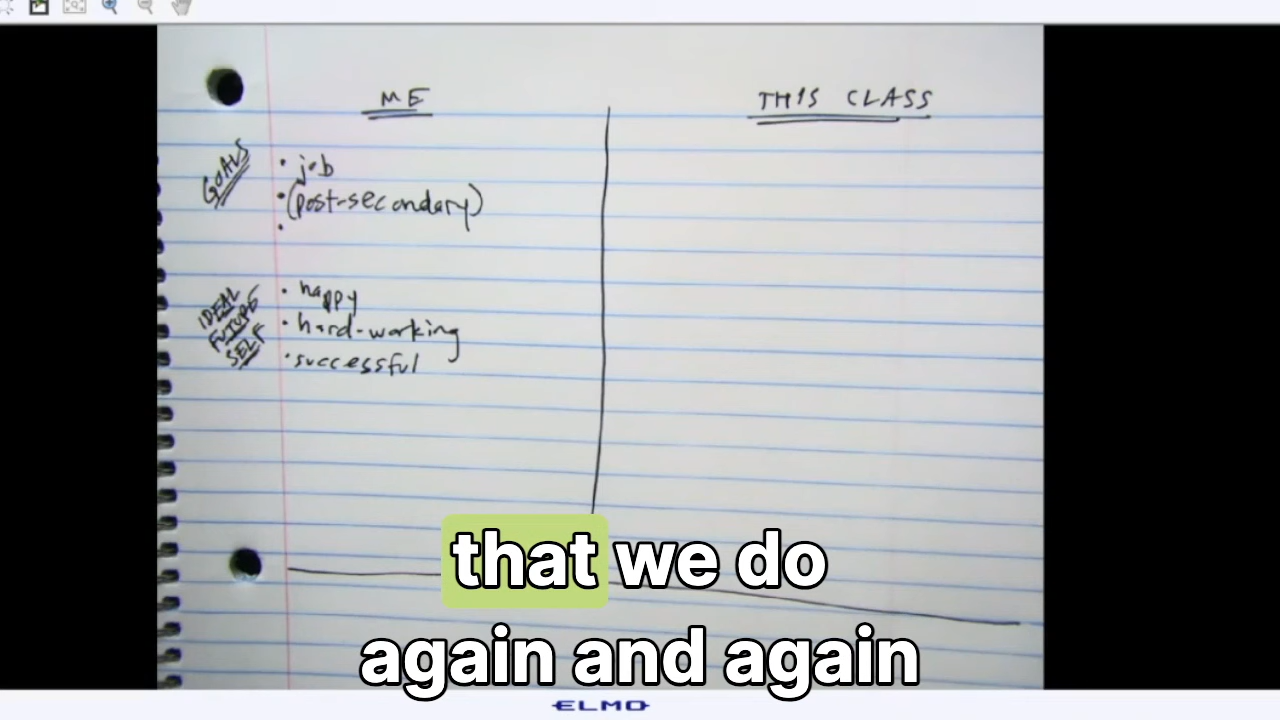 ME
THIS CLASS
GOALS
• job
• (post-secondary)
•
IDEAL
FUTURE
SELF
• happy
• hard-working
• successful
that we do
again and again
ELMO